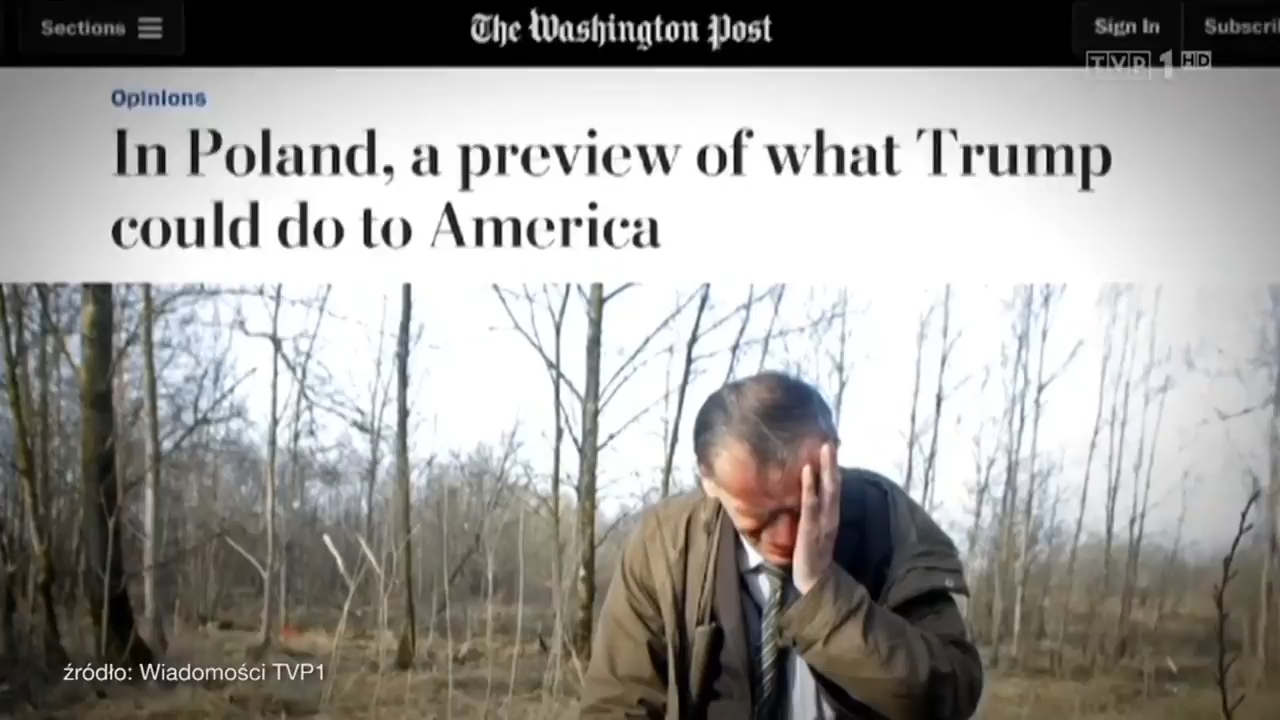 Sections
The Washington Post
Sign In
Subscri
TVP 1 HD
Opinions
In Poland, a preview of what Trump
could do to America
źródło: Wiadomości TVP1